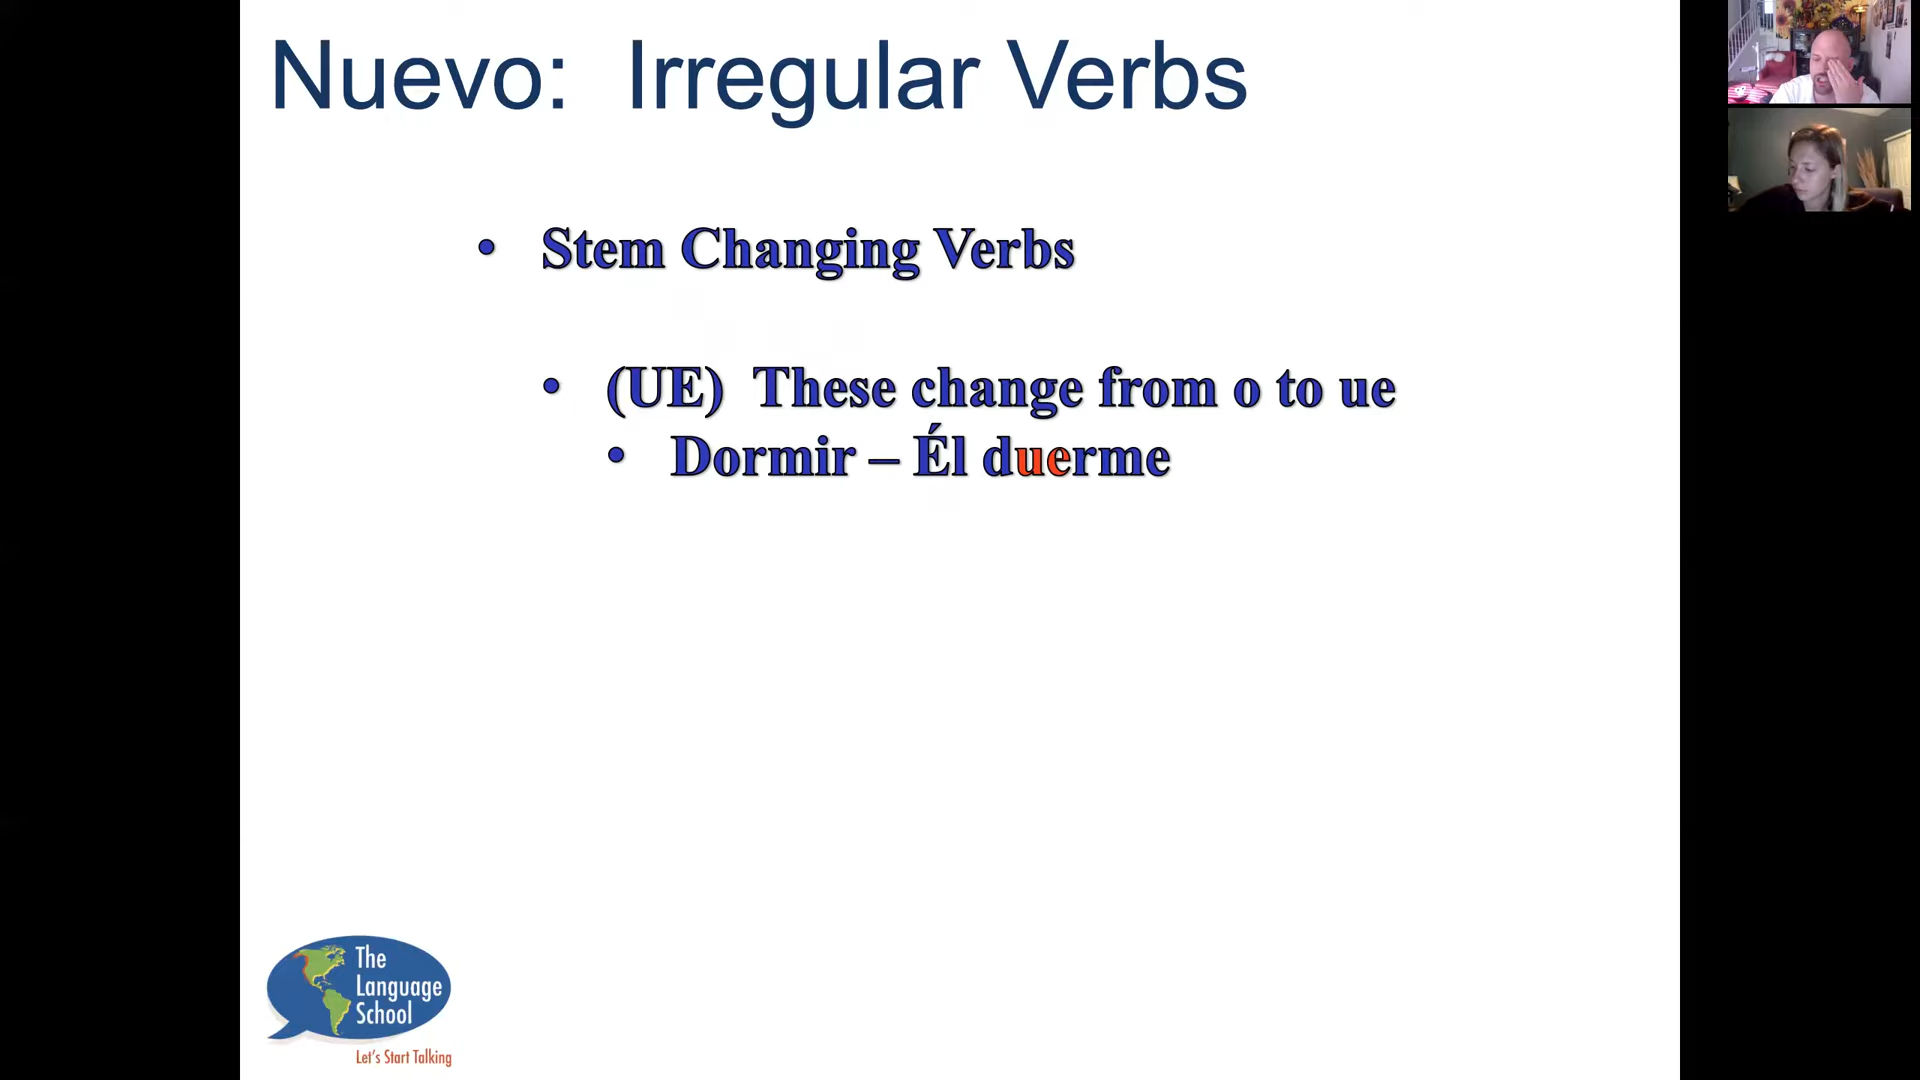 Nuevo: Irregular Verbs
• Stem Changing Verbs
• (UE) These change from o to ue
• Dormir – Él duerme
The
Language
School
Let's Start Talking